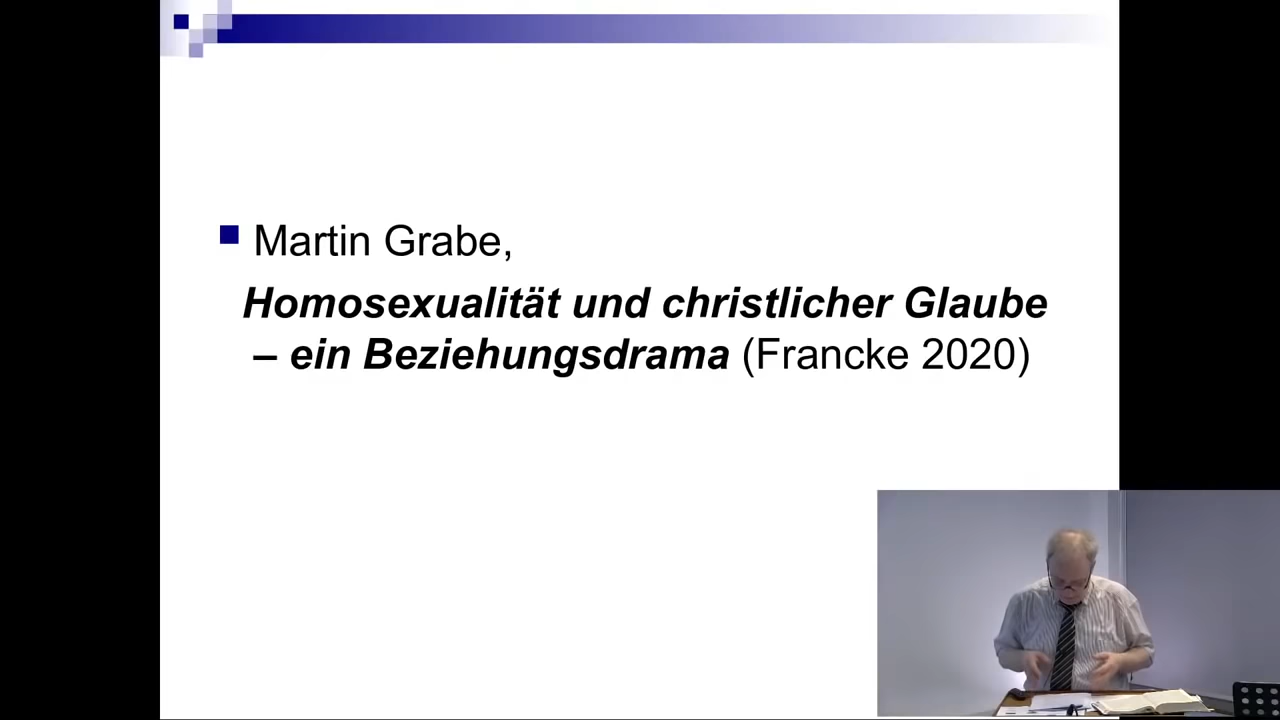 Martin Grabe,
Homosexualität und christlicher Glaube
– ein Beziehungsdrama (Francke 2020)